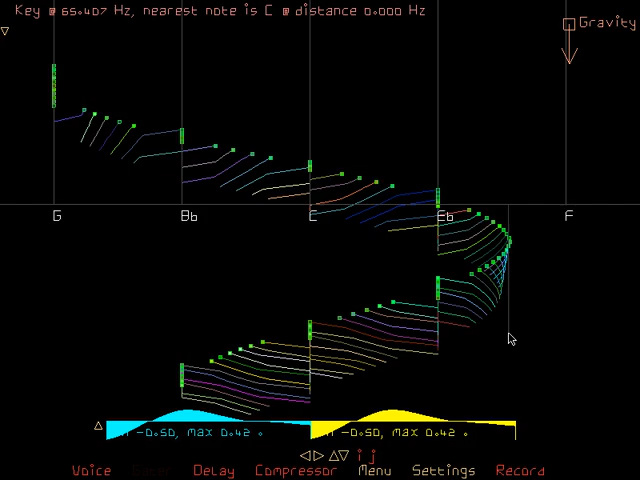 Key @ 65.407 Hz, nearest note is C @ distance 0.000 Hz
Gravity
G Bb C Eb F
-0.50, max 0.42 . -0.50, max 0.42 .
i j
Voice Delay Compressor Menu Settings Record